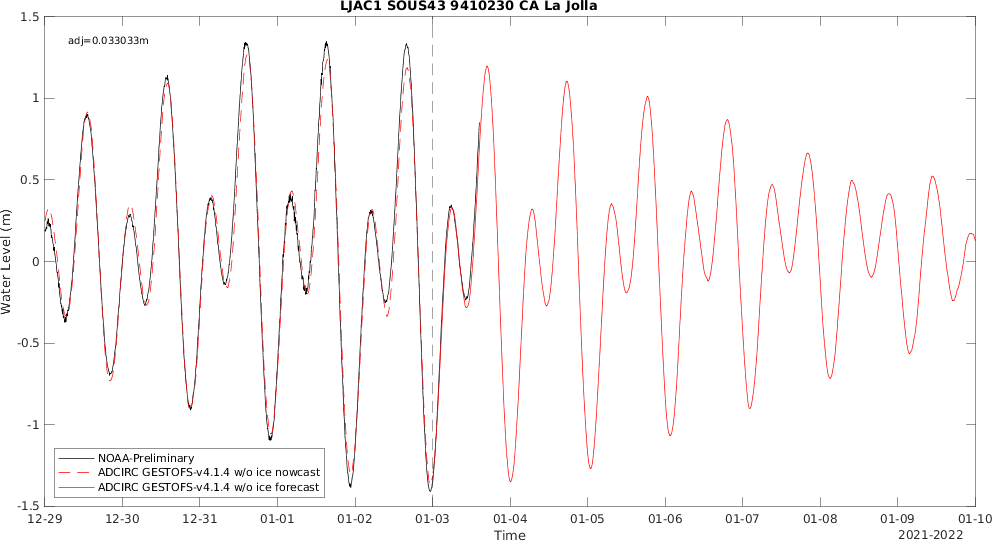 LJAC1 SOUS43 9410230 CA La Jolla
adj=0.033033m
1.5
1
0.5
0
-0.5
-1
-1.5
Water Level (m)
NOAA-Preliminary
ADCIRC GESTOFS-v4.1.4 w/o ice nowcast
ADCIRC GESTOFS-v4.1.4 w/o ice forecast
12-29 12-30 12-31 01-01 01-02 01-03 01-04 01-05 01-06 01-07 01-08 01-09 01-10
Time
2021-2022